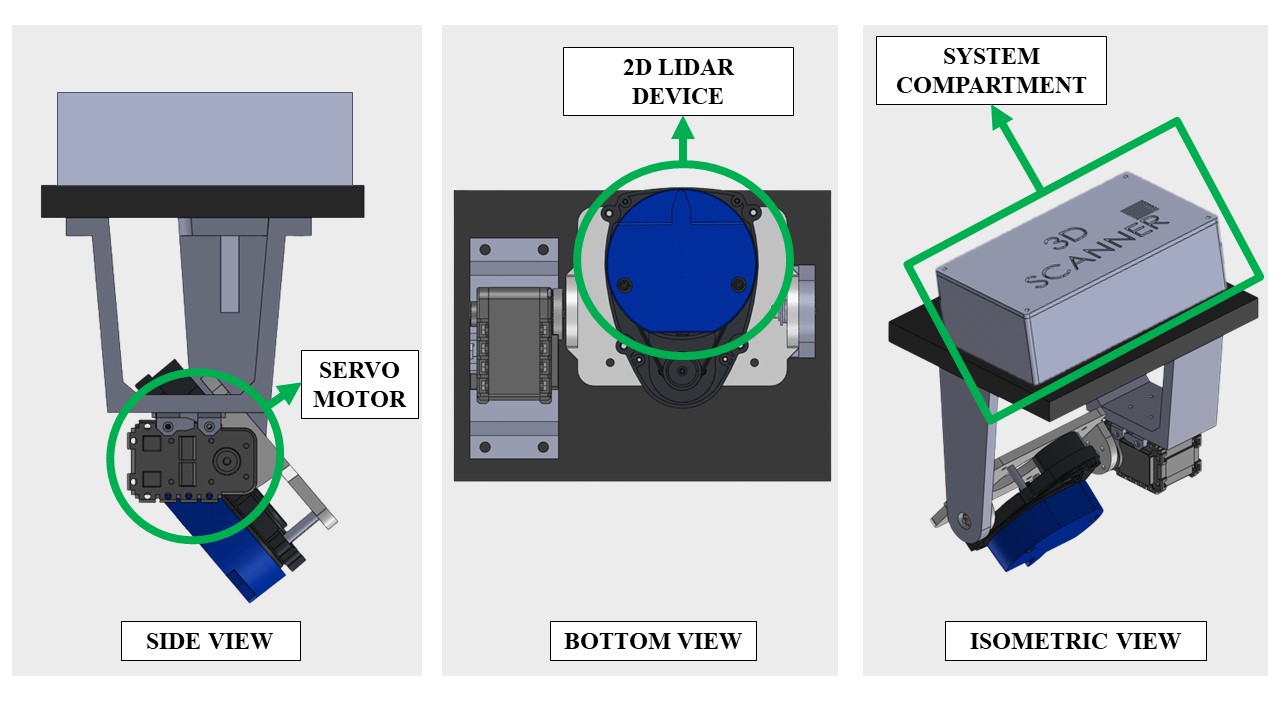 SERVO
MOTOR
SIDE VIEW
2D LIDAR
DEVICE
BOTTOM VIEW
SYSTEM
COMPARTMENT
3D
SCANNER
ISOMETRIC VIEW